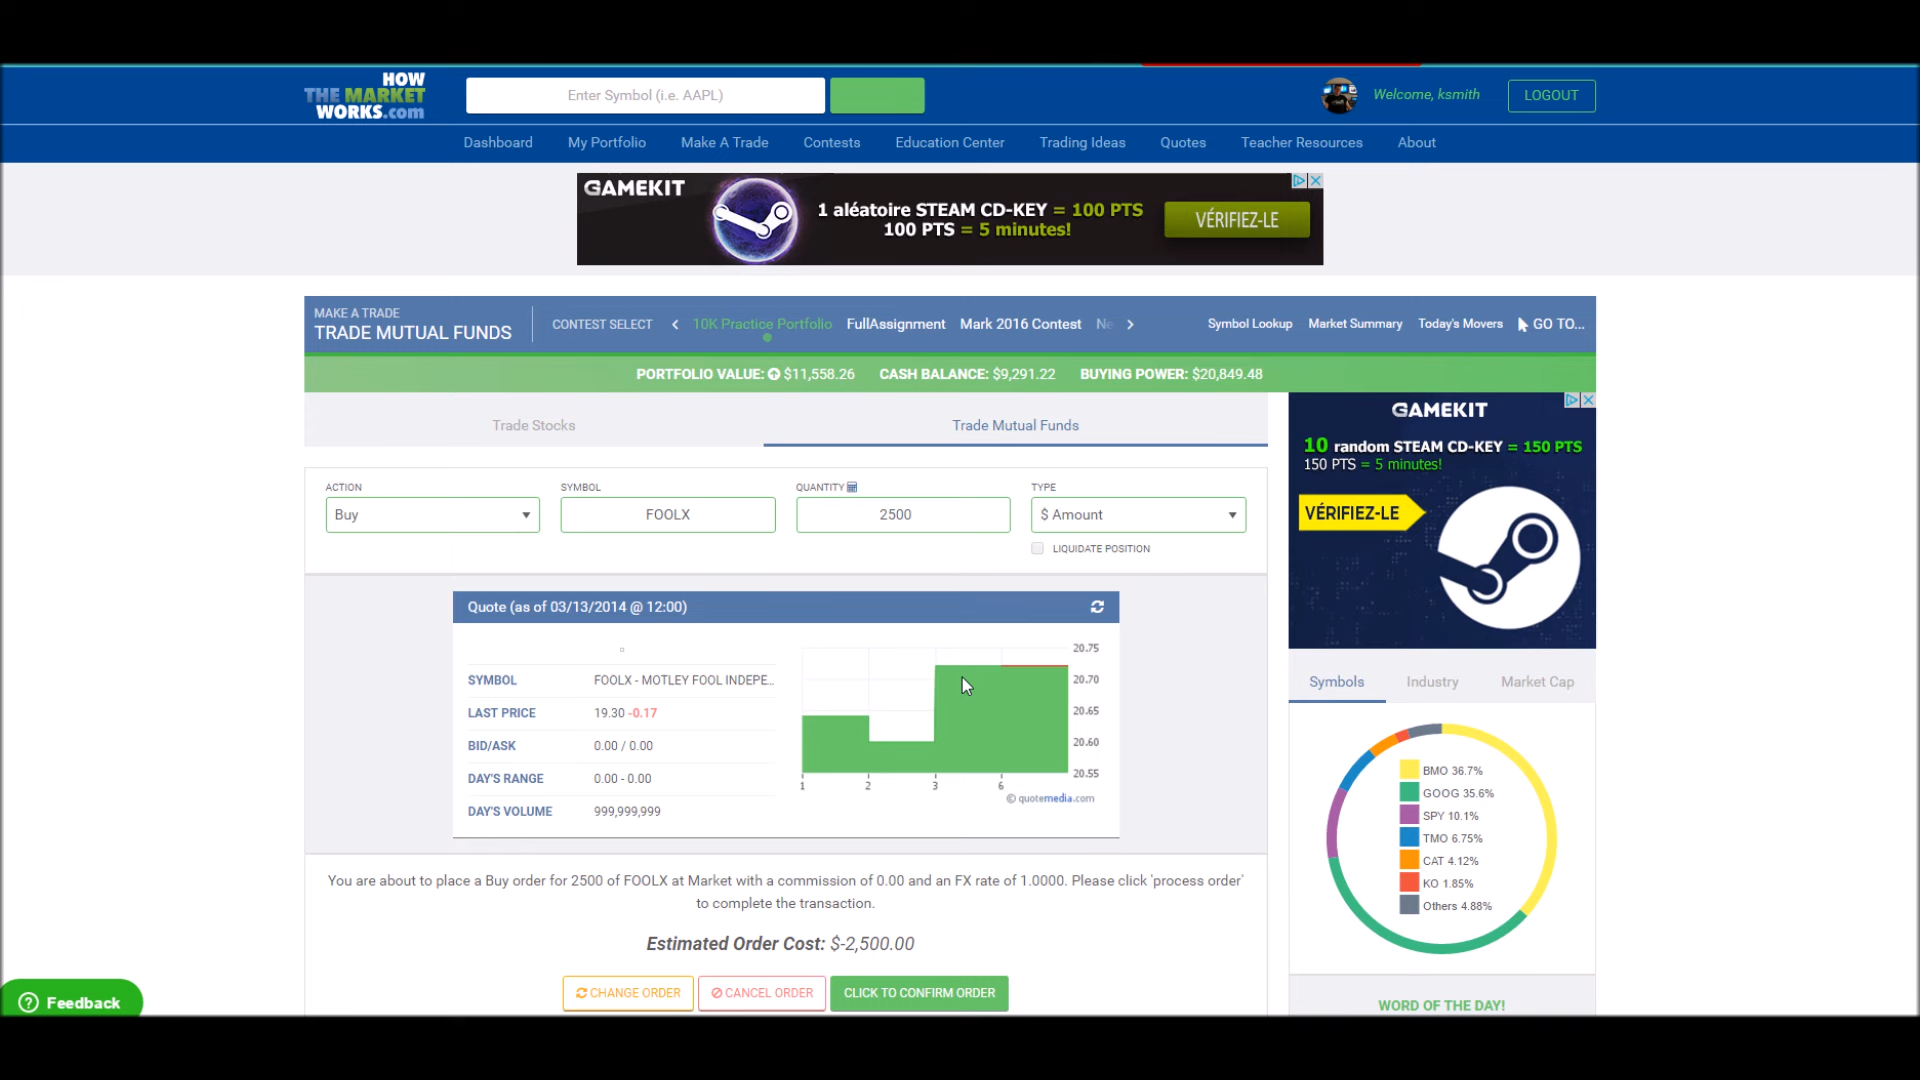 HOW
THE MARKET
WORKS.com
Enter Symbol (i.e. AAPL)
Welcome, ksmith
LOGOUT
Dashboard
My Portfolio
Make A Trade
Contests
Education Center
Trading Ideas
Quotes
Teacher Resources
About
GAMEKIT
1 aléatoire STEAM CD-KEY = 100 PTS
100 PTS = 5 minutes!
VÉRIFIEZ-LE
MAKE A TRADE
TRADE MUTUAL FUNDS
CONTEST SELECT
10K Practice Portfolio
FullAssignment
Mark 2016 Contest
Ne
Symbol Lookup
Market Summary
Today's Movers
GO TO...
PORTFOLIO VALUE: $11,558.26
CASH BALANCE: $9,291.22
BUYING POWER: $20,849.48
Trade Stocks
Trade Mutual Funds
ACTION
Buy
SYMBOL
FOOLX
QUANTITY
2500
TYPE
$ Amount
LIQUIDATE POSITION
Quote (as of 03/13/2014 @ 12:00)
SYMBOL FOOLX - MOTLEY FOOL INDEPE...
LAST PRICE 19.30 -0.17
BID/ASK 0.00 / 0.00
DAY'S RANGE 0.00 - 0.00
DAY'S VOLUME 999,999,999
20.75
20.70
20.65
20.60
20.55
1 2 3 6
© quotemedia.com
You are about to place a Buy order for 2500 of FOOLX at Market with a commission of 0.00 and an FX rate of 1.0000. Please click 'process order'
to complete the transaction.
Estimated Order Cost: $-2,500.00
CHANGE ORDER
CANCEL ORDER
CLICK TO CONFIRM ORDER
GAMEKIT
10 random STEAM CD-KEY = 150 PTS
150 PTS = 5 minutes!
VÉRIFIEZ-LE
Symbols
Industry
Market Cap
BMO 36.7%
GOOG 35.6%
SPY 10.1%
TMO 6.75%
CAT 4.12%
KO 1.85%
Others 4.88%
WORD OF THE DAY!
Feedback